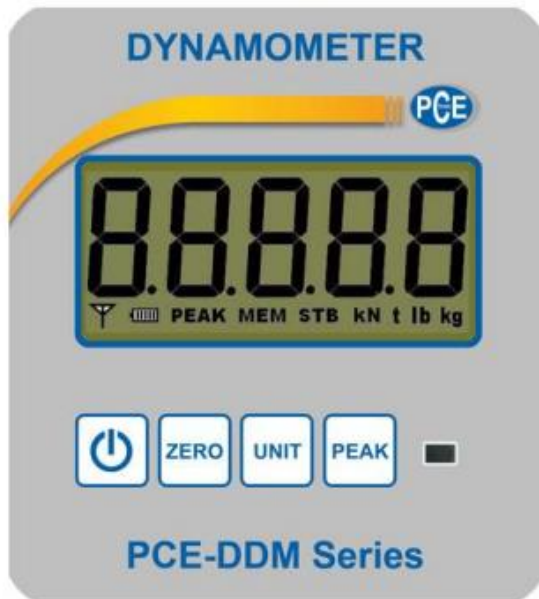 DYNAMOMETER
PCE
88888
PEAK MEM STB kN t lb kg
ZERO UNIT PEAK
PCE-DDM Series